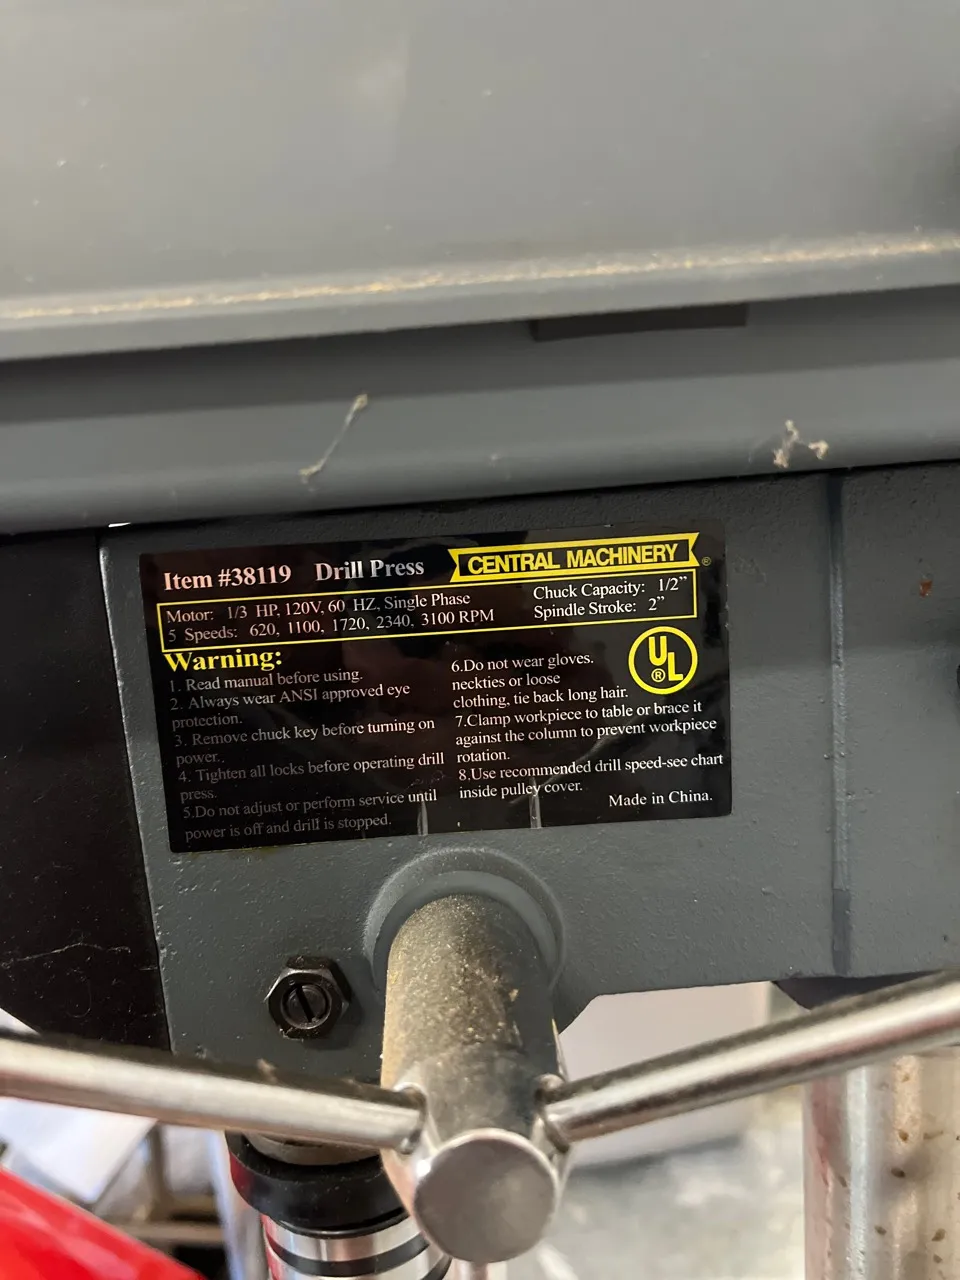 Item #38119 Drill Press CENTRAL MACHINERY ®
Motor: 1/3 HP, 120V, 60 HZ, Single Phase
5 Speeds: 620, 1100, 1720, 2340, 3100 RPM
Chuck Capacity: 1/2”
Spindle Stroke: 2”
Warning:
1. Read manual before using.
2. Always wear ANSI approved eye
protection.
3. Remove chuck key before turning on
power.
4. Tighten all locks before operating drill
press.
5.Do not adjust or perform service until
power is off and drill is stopped.
6.Do not wear gloves.
neckties or loose
clothing, tie back long hair.
7.Clamp workpiece to table or brace it
against the column to prevent workpiece
rotation.
8.Use recommended drill speed-see chart
inside pulley cover.
UL ®
Made in China.